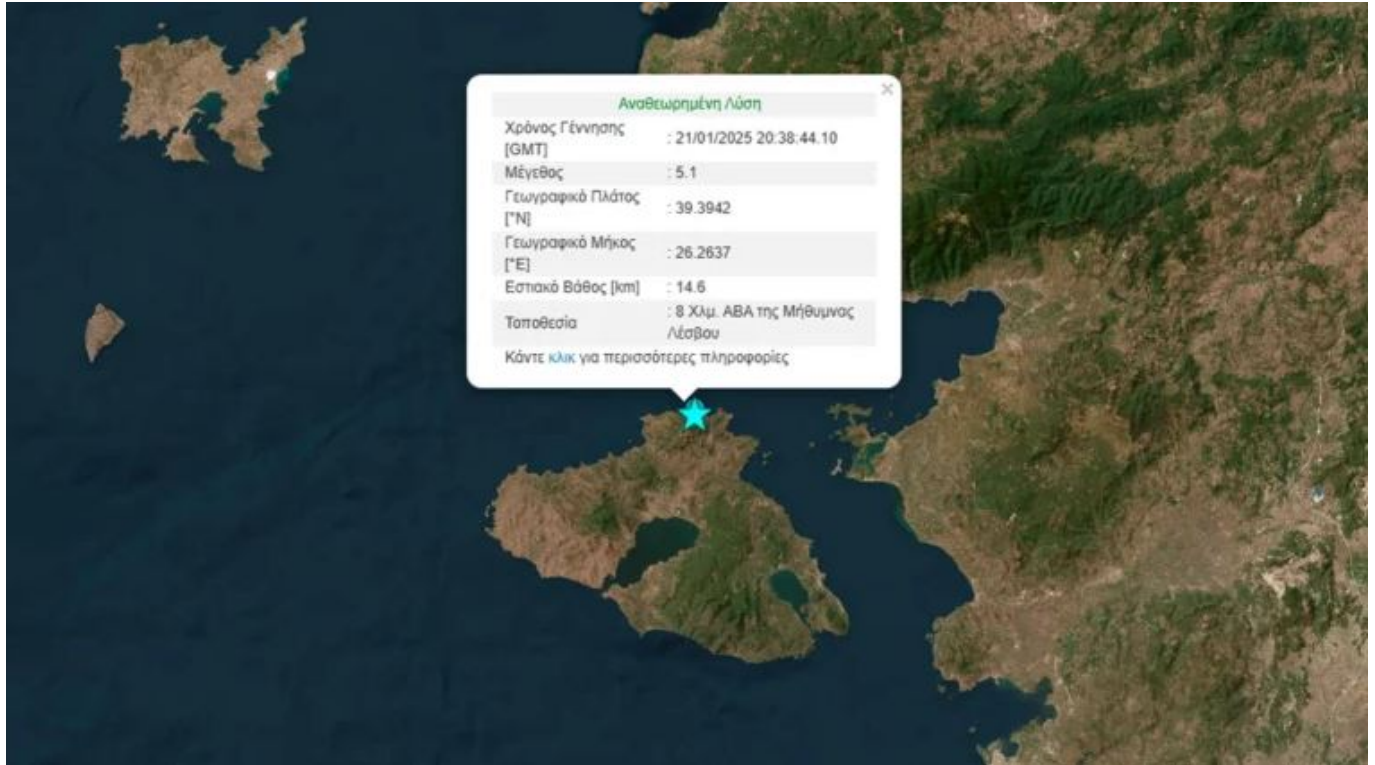 Αναθεωρημένη Λύση
Χρόνος Γέννησης : 21/01/2025 20:38:44.10
[GMT]
Μέγεθος : 5.1
Γεωγραφικό Πλάτος : 39.3942
[°N]
Γεωγραφικό Μήκος : 26.2637
[°E]
Εστιακό Βάθος [km] : 14.6
Τοποθεσία : 8 Χλμ. ΑΒΑ της Μήθυμνας
Λέσβου
Κάντε κλικ για περισσότερες πληροφορίες